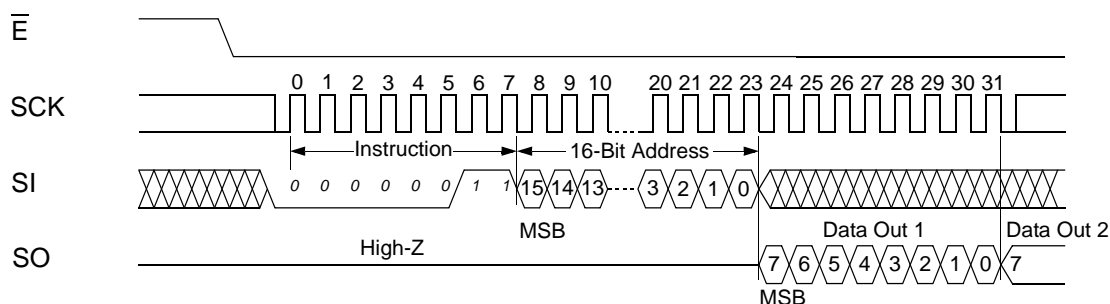 E
0 1 2 3 4 5 6 7 8 9 10 20 21 22 23 24 25 26 27 28 29 30 31
SCK
Instruction 16-Bit Address
SI 0 0 0 0 0 0 1 1 15 14 13 3 2 1 0
MSB Data Out 1 Data Out 2
High-Z
SO 7 6 5 4 3 2 1 0 7
MSB